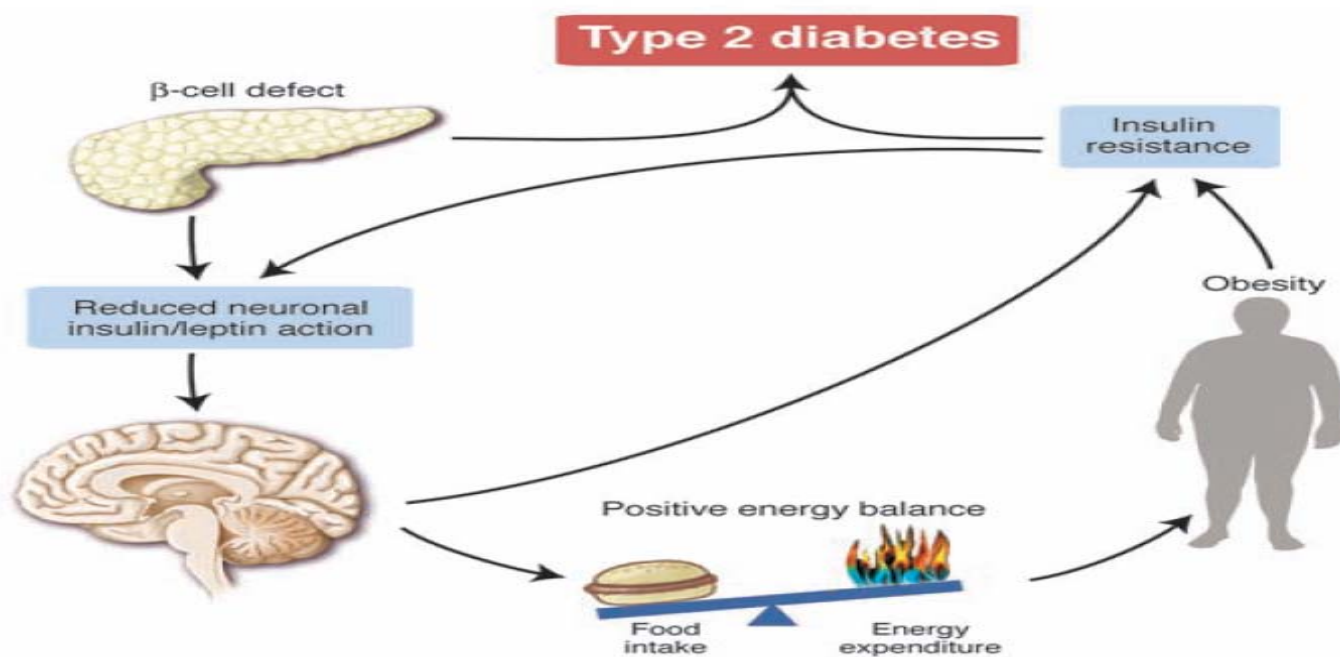 Type 2 diabetes
β-cell defect
Insulin
resistance
Reduced neuronal
insulin/leptin action
Obesity
Positive energy balance
Food
intake
Energy
expenditure